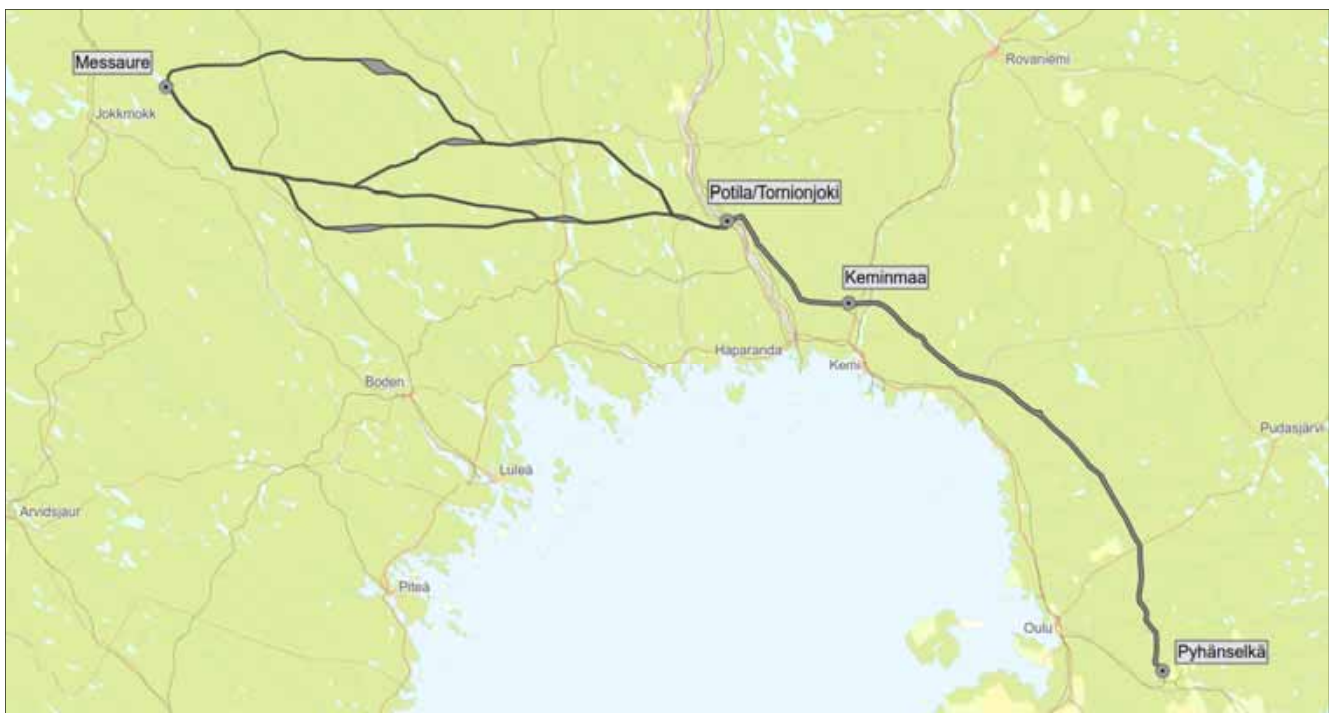 Messaure
Rovaniemi
Jokkmokk
Potila/Tornionjoki
Keminmaa
Haparanda
Kemi
Boden
Pudasjärvi
Luleå
Arvidsjaur
Piteå
Oulu
Pyhänselkä